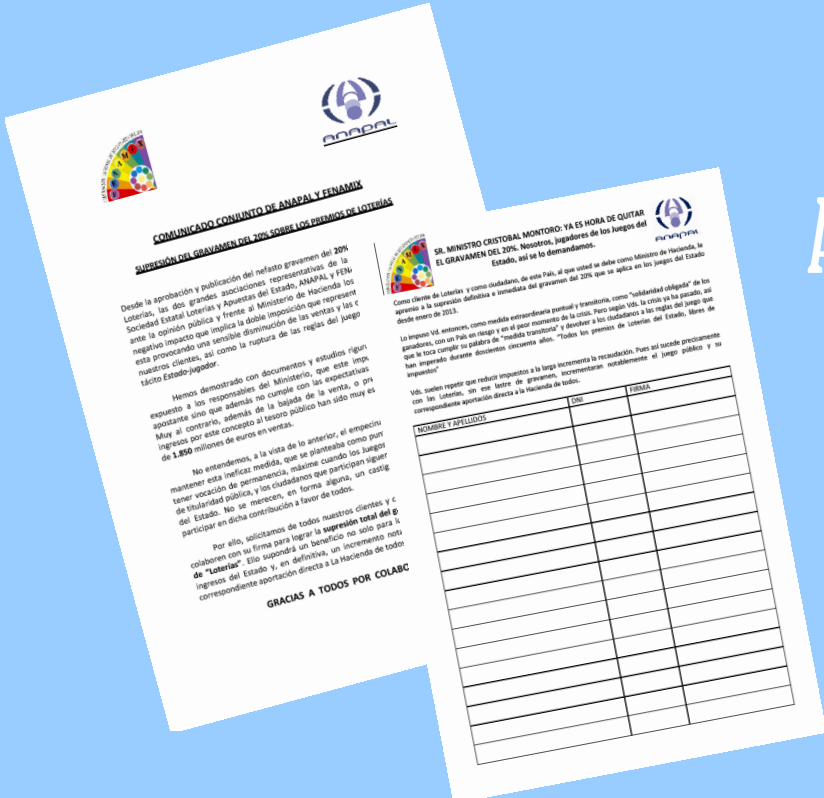 ANAPAL
FENAMIX
COMUNICADO CONJUNTO DE ANAPAL Y FENAMIX
SUPRESIÓN DEL GRAVAMEN DEL 20% SOBRE LOS PREMIOS DE LOTERÍAS
Desde la aprobación y publicación del nefasto gravamen del 20%
Loterías, las dos grandes asociaciones representativas de la
Sociedad Estatal Loterías y Apuestas del Estado, ANAPAL y FEN
ante la opinión pública y frente al Ministerio de Hacienda los
negativo impacto que implica la doble imposición que represent
esta provocando una sensible disminución de las ventas y las c
nuestros clientes, así como la ruptura de las reglas del juego
tácito Estado-jugador.
Hemos demostrado con documentos y estudios rigur
expuesto a los responsables del Ministerio, que este impu
apostante sino que además no cumple con las expectativas
Muy al contrario, además de la bajada de la venta, o pre
ingresos por este concepto al tesoro público han sido muy es
de 1.850 millones de euros en ventas.
No entendemos, a la vista de lo anterior, el empecina
mantener esta ineficaz medida, que se planteaba como pun
tener vocación de permanencia, máxime cuando los Juegos
de titularidad pública, y los ciudadanos que participan siguen
del Estado. No se merecen, en forma alguna, un castig
participar en dicha contribución a favor de todos.
Por ello, solicitamos de todos nuestros clientes y c
colaboren con su firma para lograr la supresión total del g
de "Loterías". Ello supondrá un beneficio no solo para l
ingresos del Estado y, en definitiva, un incremento nota
correspondiente aportación directa a La Hacienda de todos
GRACIAS A TODOS POR COLABO
ANAPAL
SR. MINISTRO CRISTOBAL MONTORO: YA ES HORA DE QUITAR
EL GRAVAMEN DEL 20%. Nosotros, jugadores de los Juegos del
Estado, así se lo demandamos.
Como cliente de Loterías y como ciudadano, de este País, al que usted se debe como Ministro de Hacienda, le
apremio a la supresión definitiva e inmediata del gravamen del 20% que se aplica en los juegos del Estado
desde enero de 2013.
Lo impuso Vd. entonces, como medida extraordinaria puntual y transitoria, como "solidaridad obligada" de los
ganadores, con un País en riesgo y en el peor momento de la crisis. Pero según Vds. la crisis ya ha pasado, así
que le toca cumplir su palabra de "medida transitoria" y devolver a los ciudadanos a las reglas del juego que
han imperado durante doscientos cincuenta años. "Todos los premios de Loterías del Estado, libres de
impuestos"
Vds. suelen repetir que reducir impuestos a la larga incrementa la recaudación. Pues así sucede precisamente
con las Loterías, sin ese lastre de gravamen, incrementaran notablemente el juego público y su
correspondiente aportación directa a la Hacienda de todos.
NOMBRE Y APELLIDOS DNI FIRMA